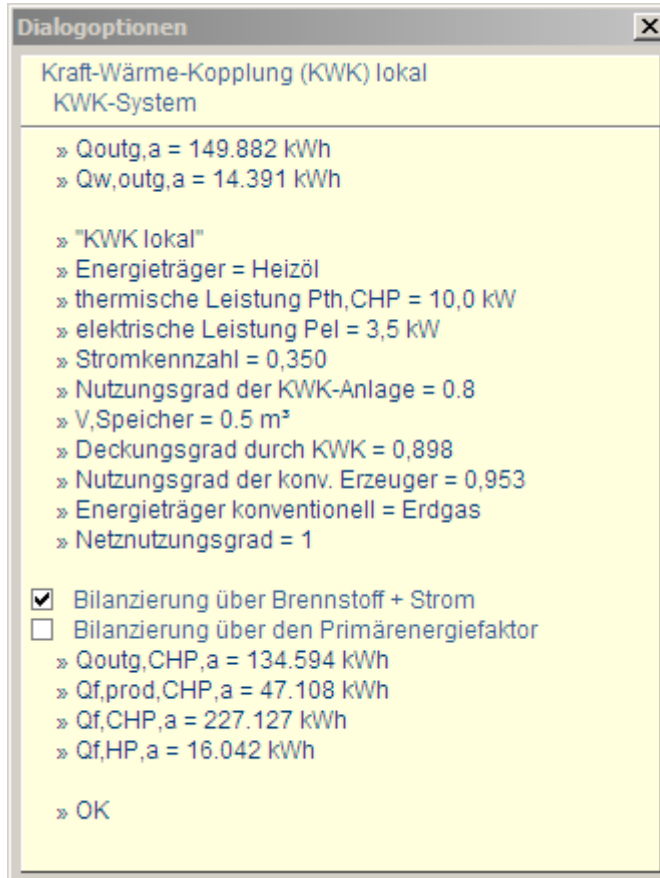 Dialogoptionen
Kraft-Wärme-Kopplung (KWK) lokal
KWK-System
» Qoutg,a = 149.882 kWh
» Qw,outg,a = 14.391 kWh
» "KWK lokal"
» Energieträger = Heizöl
» thermische Leistung Pth,CHP = 10,0 kW
» elektrische Leistung Pel = 3,5 kW
» Stromkennzahl = 0,350
» Nutzungsgrad der KWK-Anlage = 0.8
» V,Speicher = 0.5 m³
» Deckungsgrad durch KWK = 0,898
» Nutzungsgrad der konv. Erzeuger = 0,953
» Energieträger konventionell = Erdgas
» Netznutzungsgrad = 1
Bilanzierung über Brennstoff + Strom
Bilanzierung über den Primärenergiefaktor
» Qoutg,CHP,a = 134.594 kWh
» Qf,prod,CHP,a = 47.108 kWh
» Qf,CHP,a = 227.127 kWh
» Qf,HP,a = 16.042 kWh
» OK